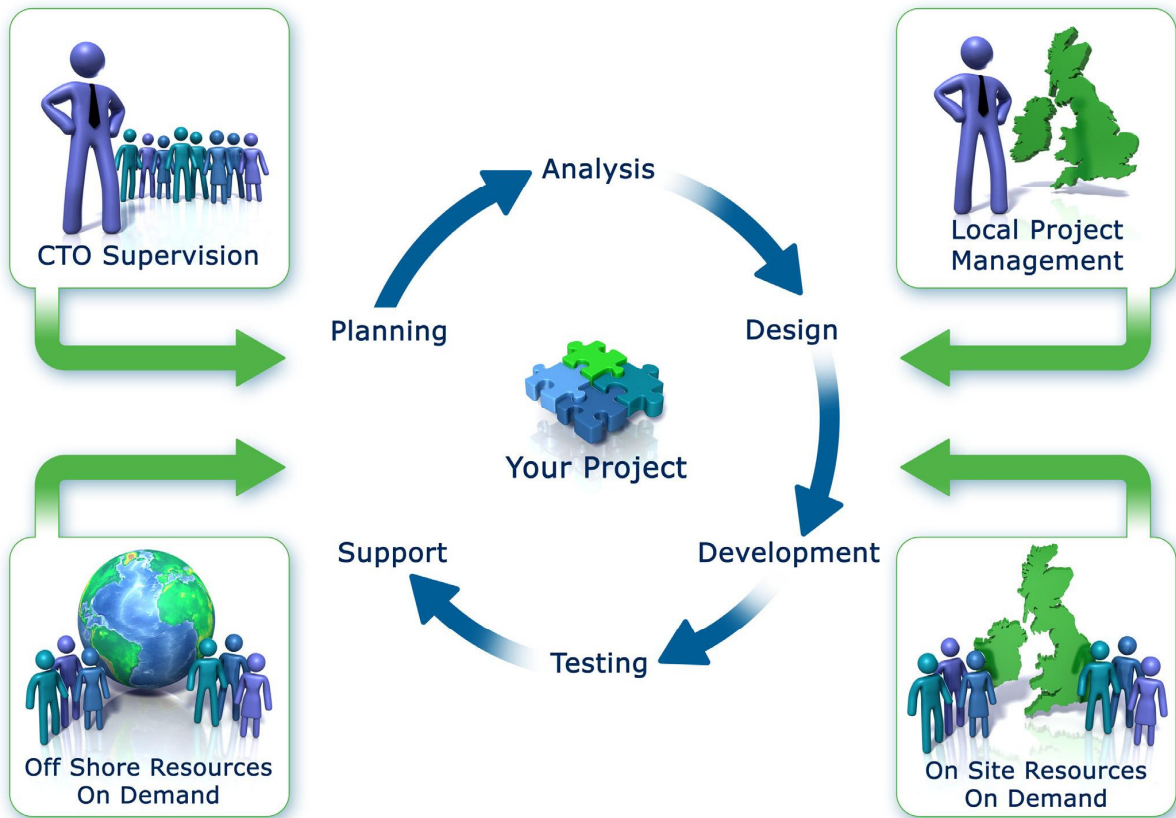 CTO Supervision
Local Project
Management
Analysis
Planning
Design
Your Project
Support
Development
Testing
Off Shore Resources
On Demand
On Site Resources
On Demand